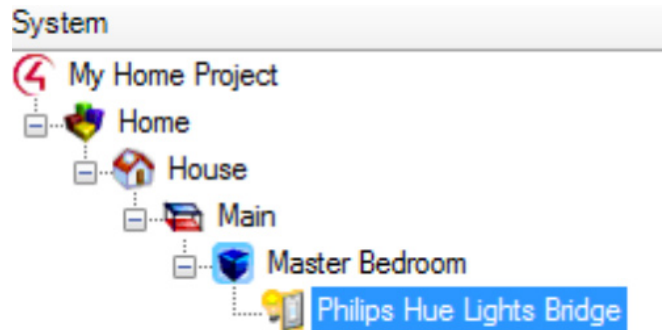 System
My Home Project
Home
House
Main
Master Bedroom
Philips Hue Lights Bridge